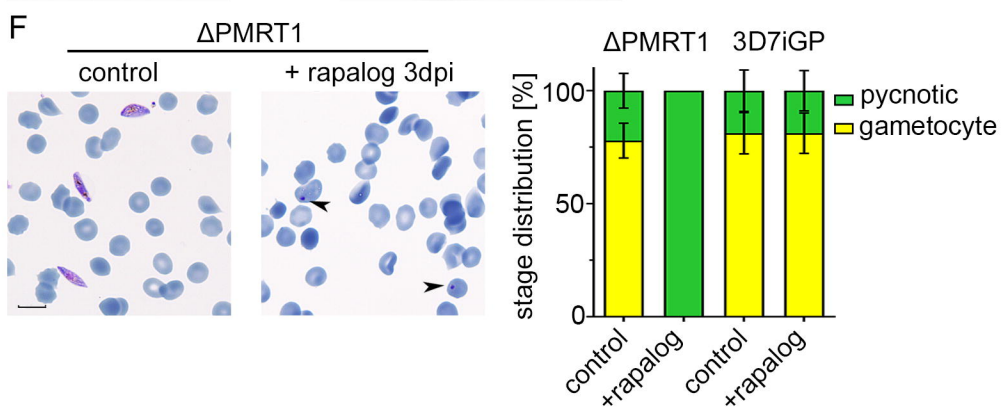 F
ΔPMRT1
control
+ rapalog 3dpi
ΔPMRT1 3D7iGP
stage distribution [%]
100
50
0
pycnotic
gametocyte
control
+rapalog
control
+rapalog